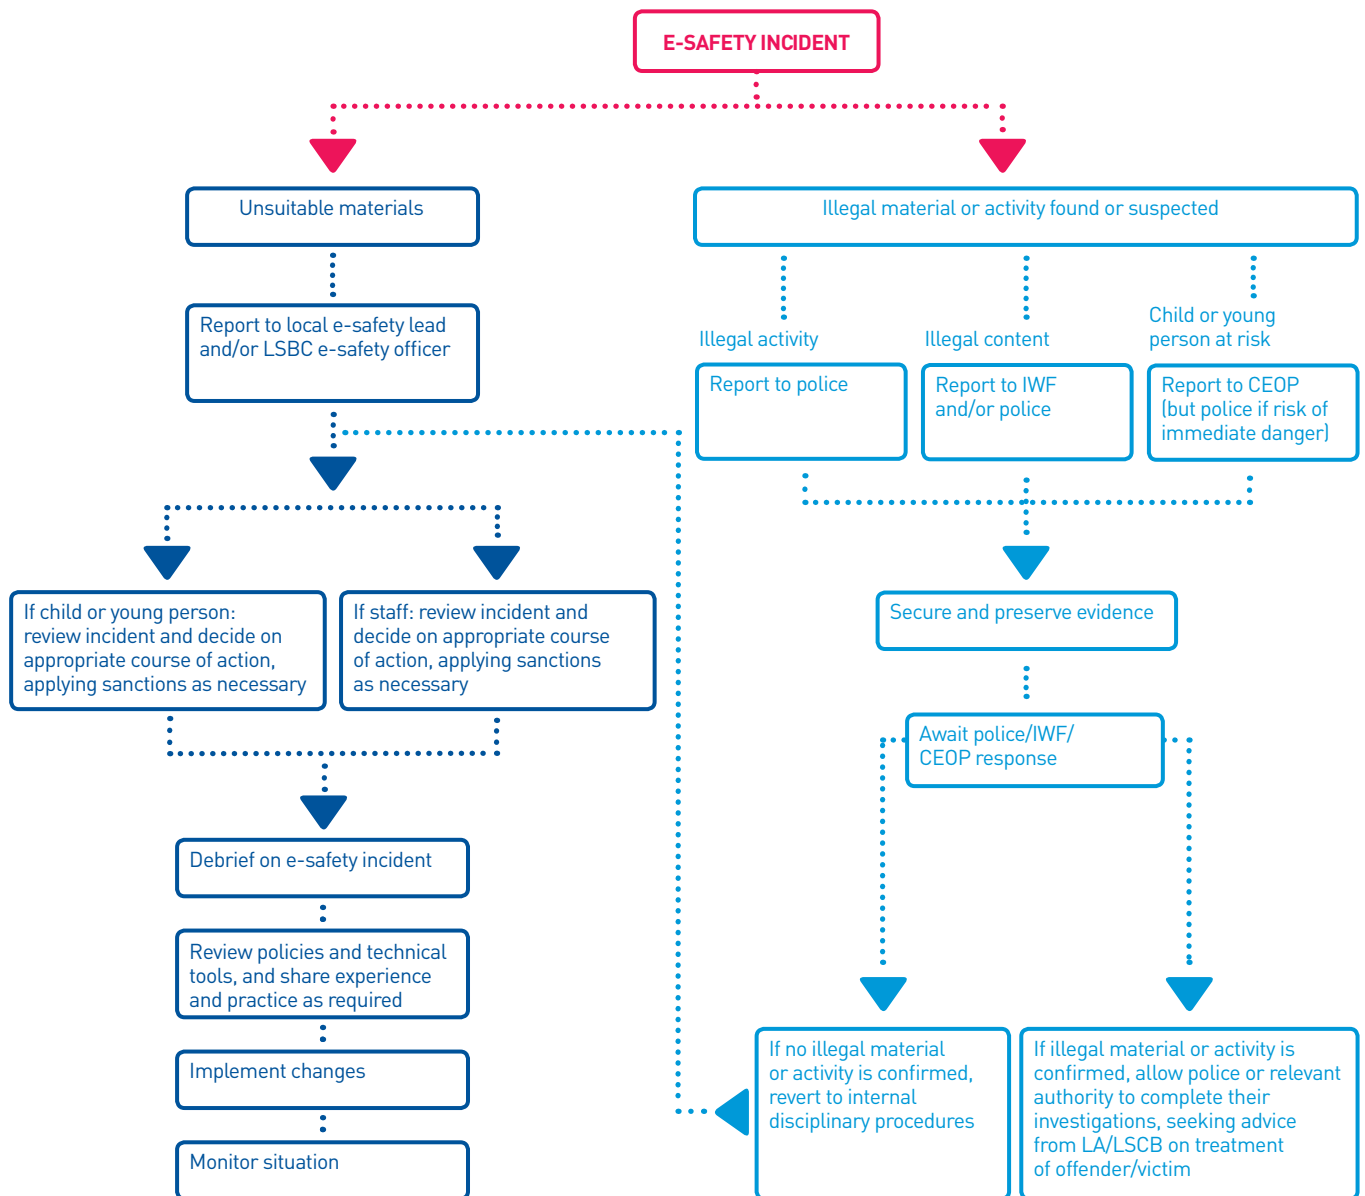 E-SAFETY INCIDENT
Unsuitable materials
Report to local e-safety lead
and/or LSBC e-safety officer
If child or young person:
review incident and decide on
appropriate course of action,
applying sanctions as necessary
If staff: review incident and
decide on appropriate course
of action, applying sanctions
as necessary
Debrief on e-safety incident
Review policies and technical
tools, and share experience
and practice as required
Implement changes
Monitor situation
Illegal material or activity found or suspected
Illegal activity
Report to police
Illegal content
Report to IWF
and/or police
Child or young
person at risk
Report to CEOP
(but police if risk of
immediate danger)
Secure and preserve evidence
Await police/IWF/
CEOP response
If no illegal material
or activity is confirmed,
revert to internal
disciplinary procedures
If illegal material or activity is
confirmed, allow police or relevant
authority to complete their
investigations, seeking advice
from LA/LSCB on treatment
of offender/victim